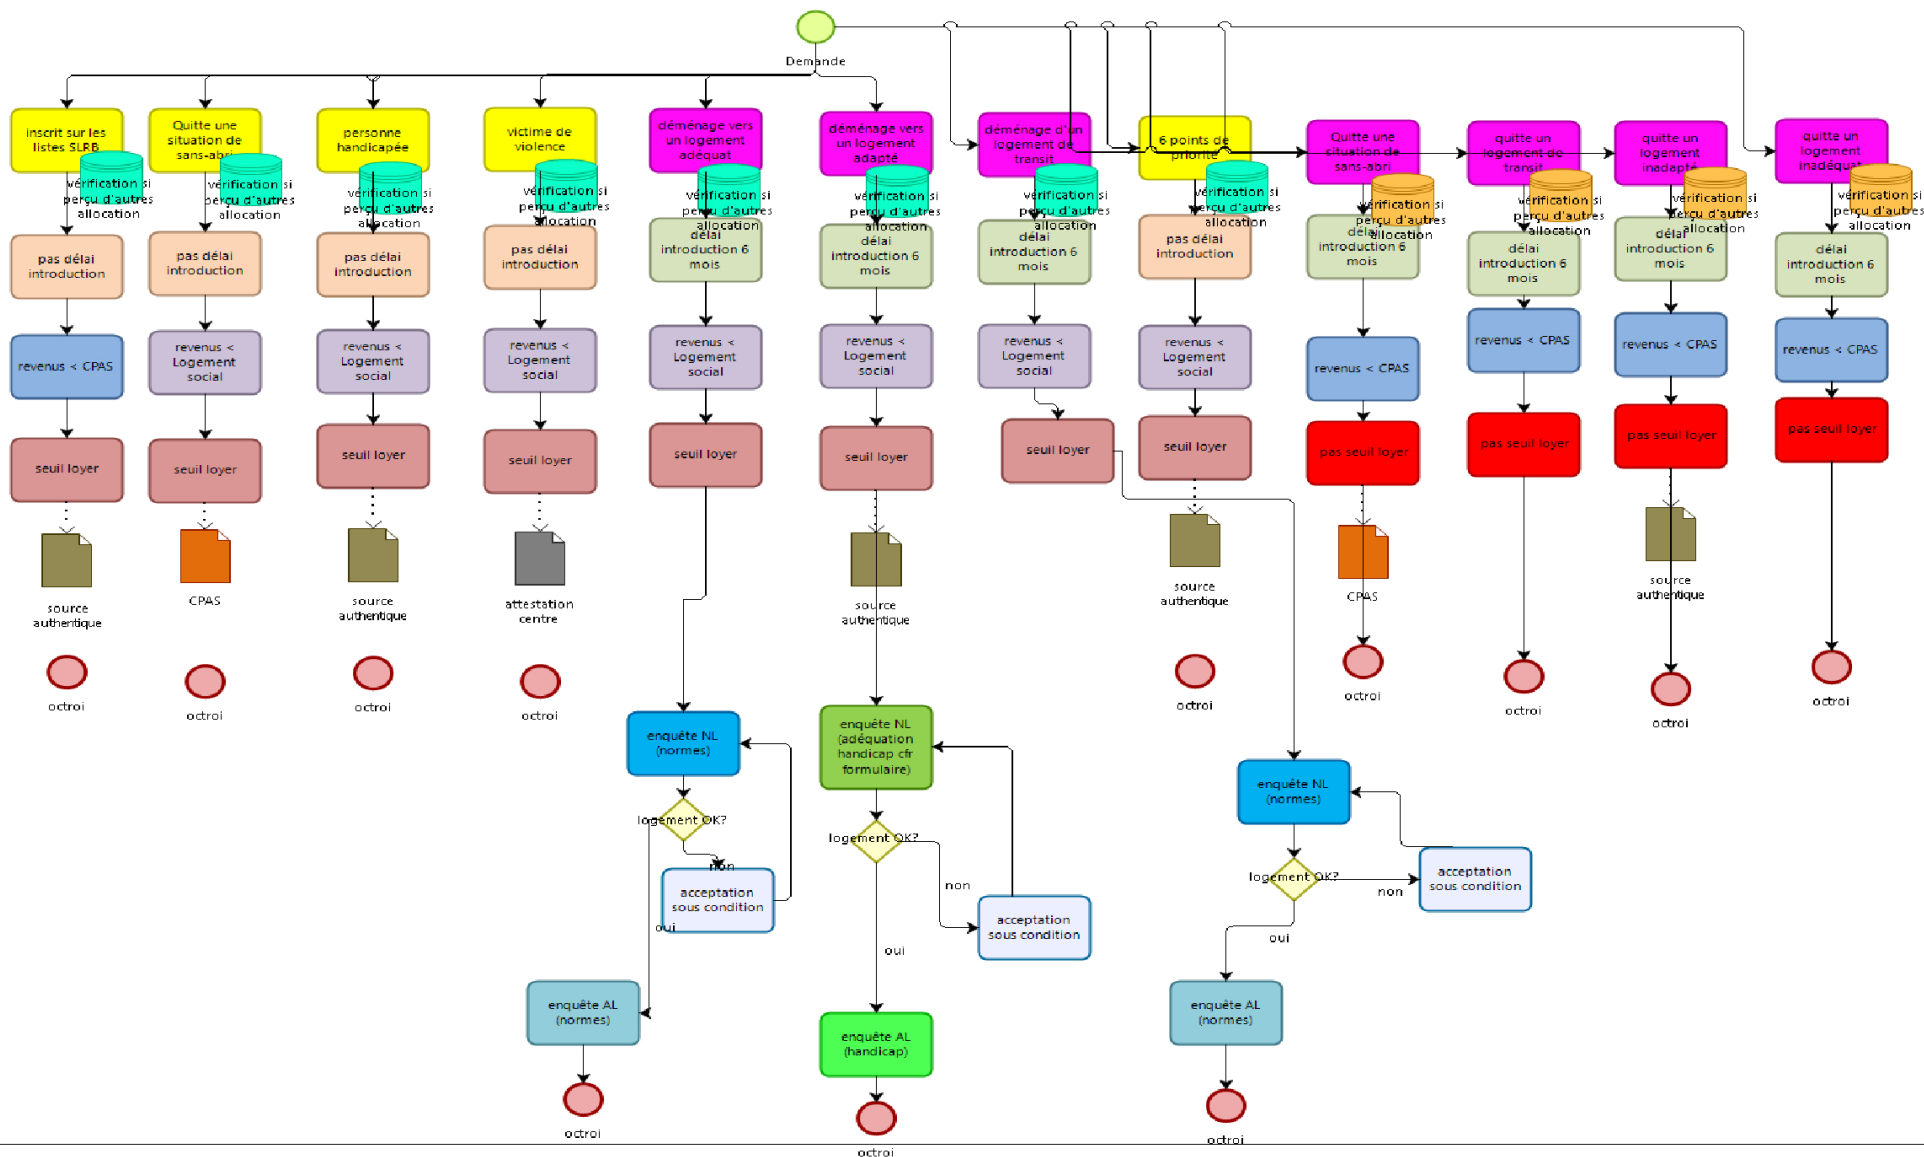 Demande
inscrit sur les
listes SLRB
Quitte une
situation de
sans-abri
personne
handicapée
victime de
violence
déménage vers
un logement
adéquat
déménage vers
un logement
adapté
déménage d'un
logement de
transit
6 points de
priorité
Quitte une
situation de
sans-abri
quitte un
logement de
transit
quitte un
logement
inadapté
quitte un
logement
inadéquat
vérification si
perçu d'autres
allocation
vérification si
perçu d'autres
allocation
vérification si
perçu d'autres
allocation
vérification si
perçu d'autres
allocation
vérification si
perçu d'autres
allocation
vérification si
perçu d'autres
allocation
vérification si
perçu d'autres
allocation
vérification si
perçu d'autres
allocation
vérification si
perçu d'autres
allocation
vérification si
perçu d'autres
allocation
vérification si
perçu d'autres
allocation
vérification si
perçu d'autres
allocation
pas délai
introduction
pas délai
introduction
pas délai
introduction
pas délai
introduction
délai
introduction 6
mois
délai
introduction 6
mois
délai
introduction 6
mois
pas délai
introduction
délai
introduction 6
mois
délai
introduction 6
mois
délai
introduction 6
mois
délai
introduction 6
mois
revenus < CPAS
revenus <
Logement
social
revenus <
Logement
social
revenus <
Logement
social
revenus <
Logement
social
revenus <
Logement
social
revenus <
Logement
social
revenus <
Logement
social
revenus < CPAS
revenus < CPAS
revenus < CPAS
revenus < CPAS
seuil loyer
seuil loyer
seuil loyer
seuil loyer
seuil loyer
seuil loyer
seuil loyer
seuil loyer
pas seuil loyer
pas seuil loyer
pas seuil loyer
pas seuil loyer
source
authentique
CPAS
source
authentique
attestation
centre
source
authentique
source
authentique
CPAS
source
authentique
octroi
octroi
octroi
octroi
octroi
octroi
octroi
octroi
octroi
enquête NL
(normes)
enquête NL
(adéquation
handicap cfr
formulaire)
enquête NL
(normes)
logement OK?
logement OK?
logement OK?
non
acceptation
sous condition
oui
non
acceptation
sous condition
oui
non
acceptation
sous condition
oui
enquête AL
(normes)
enquête AL
(handicap)
enquête AL
(normes)
octroi
octroi
octroi